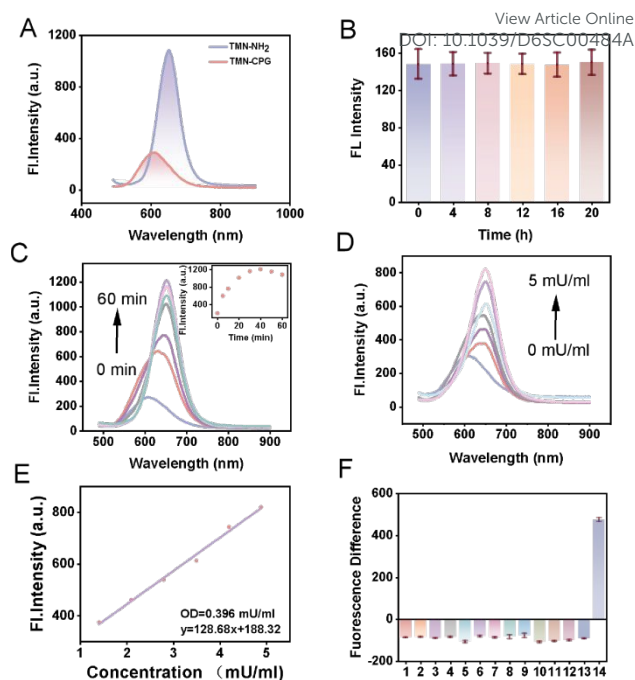 View Article Online
DOI: 10.1039/D6SC00484A
A
Fl.Intensity (a.u.)
1200
800
400
0
TMN-NH2
TMN-CPG
400 600 800 1000
Wavelength (nm)
B
FL Intensity
160
120
80
40
0
0 4 8 12 16 20
Time (h)
C
Fl.Intensity (a.u.)
1200
1000
800
600
400
200
0
60 min
0 min
Fl.Intensity (a.u.)
1200
800
400
0 30 60
Time (min)
500 600 700 800 900
Wavelength (nm)
D
Fl.Intensity (a.u.)
800
600
400
200
0
5 mU/ml
0 mU/ml
500 600 700 800 900
Wavelength (nm)
E
Fl.Intensity (a.u.)
800
600
400
OD=0.396 mU/ml
y=128.68x+188.32
1 2 3 4 5
Concentration （mU/ml)
F
Fuorescence Difference
600
400
200
0
-200
1 2 3 4 5 6 7 8 9 10 11 12 13 14